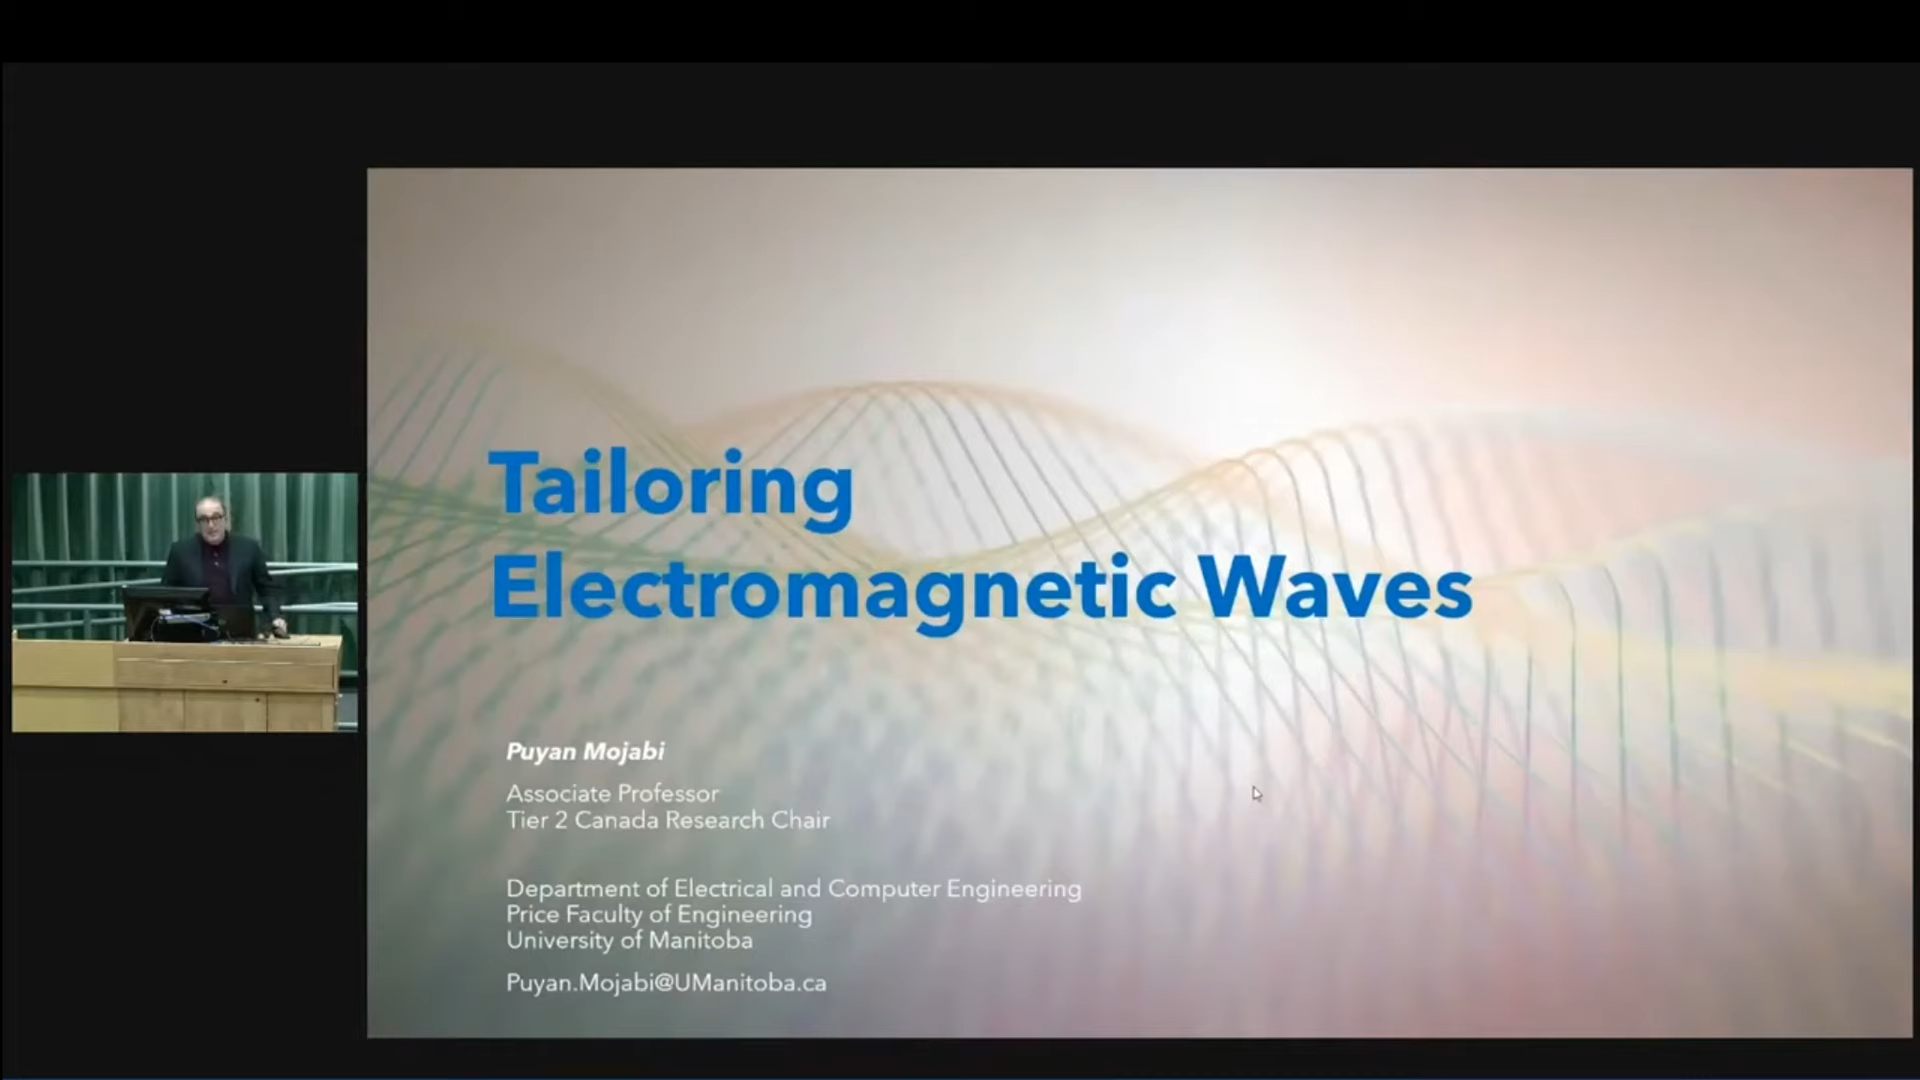 Tailoring
Electromagnetic Waves
Puyan Mojabi
Associate Professor
Tier 2 Canada Research Chair
Department of Electrical and Computer Engineering
Price Faculty of Engineering
University of Manitoba
Puyan.Mojabi@UManitoba.ca